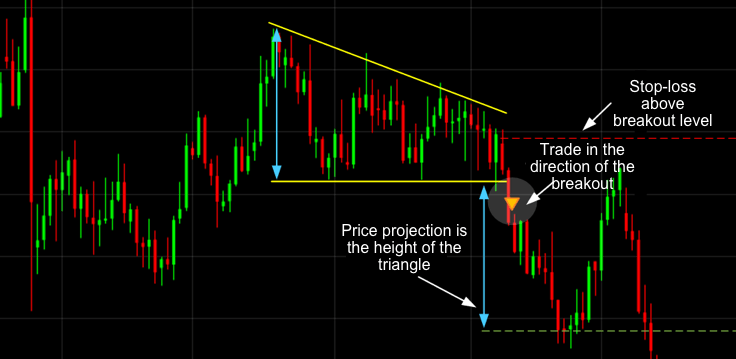 Stop-loss
above
breakout level
Trade in the
direction of the
breakout
Price projection is
the height of the
triangle